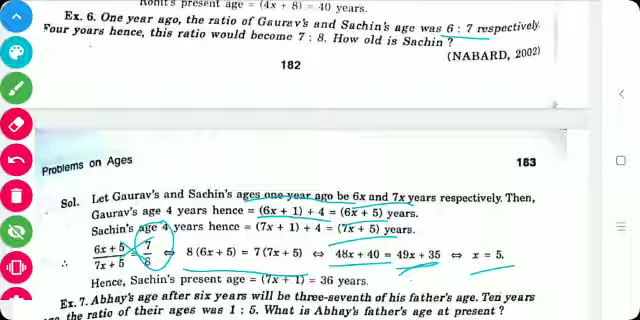 Rohit's present age = (4x + 8) = 40 years.
Ex. 6. One year ago, the ratio of Gaurav's and Sachin's age was 6 : 7 respectively.
Four years hence, this ratio would become 7 : 8. How old is Sachin ?
(NABARD, 2002)
182
Problems on Ages
183
Sol. Let Gaurav's and Sachin's ages one year ago be 6x and 7x years respectively. Then,
Gaurav's age 4 years hence = (6x + 1) + 4 = (6x + 5) years.
Sachin's age 4 years hence = (7x + 1) + 4 = (7x + 5) years.
∴ 6x + 5 / 7x + 5 = 7 / 8 ⇔ 8 (6x + 5) = 7 (7x + 5) ⇔ 48x + 40 = 49x + 35 ⇔ x = 5.
Hence, Sachin's present age = (7x + 1) = 36 years.
Ex. 7. Abhay's age after six years will be three-seventh of his father's age. Ten years
ago, the ratio of their ages was 1 : 5. What is Abhay's father's age at present ?